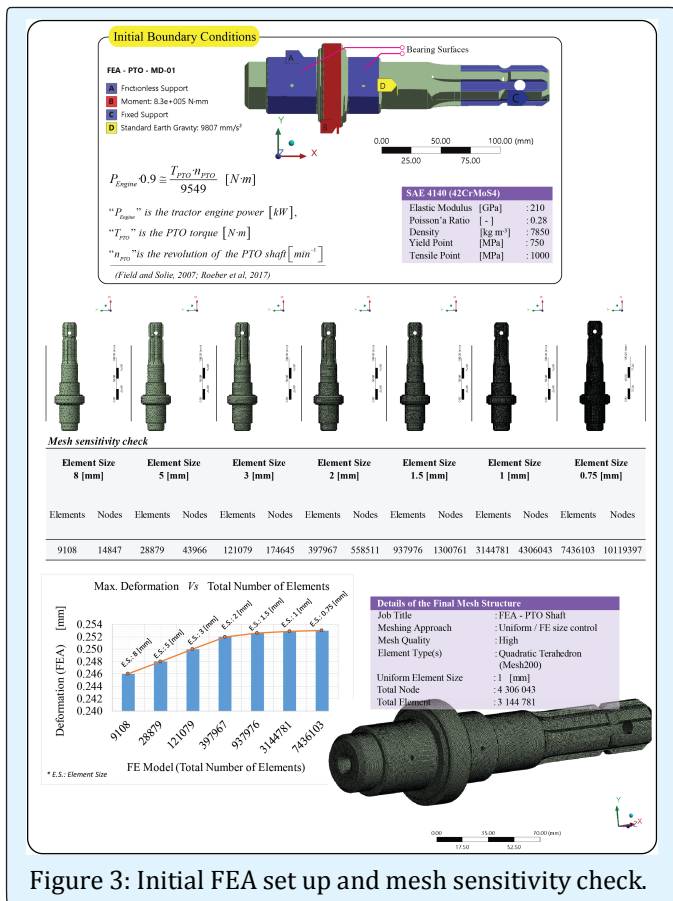 Initial Boundary Conditions
FEA - PTO - MD-01
A Frictionless Support
B Moment: 8.3e+005 N·mm
C Fixed Support
D Standard Earth Gravity: 9807 mm/s²
A
Bearing Surfaces
D
C
B
Y
Z X
0.00 50.00 100.00 (mm)
25.00 75.00
P_Engine·0.9 ≅ T_PTO·n_PTO / 9549 [N·m]
“P_Engine” is the tractor engine power [kW],
“T_PTO” is the PTO torque [N·m]
“n_PTO” is the revolution of the PTO shaft [min⁻¹]
(Field and Solie, 2007; Roeber et al, 2017)
SAE 4140 (42CrMoS4)
Elastic Modulus [GPa] : 210
Poisson’a Ratio [ - ] : 0.28
Density [kg m⁻³] : 7850
Yield Point [MPa] : 750
Tensile Point [MPa] : 1000
Mesh sensitivity check
Element Size Element Size Element Size Element Size Element Size Element Size Element Size
8 [mm] 5 [mm] 3 [mm] 2 [mm] 1.5 [mm] 1 [mm] 0.75 [mm]
Elements Nodes Elements Nodes Elements Nodes Elements Nodes Elements Nodes Elements Nodes Elements Nodes
9108 14847 28879 43966 121079 174645 397967 558511 937976 1300761 3144781 4306043 7436103 10119397
Max. Deformation Vs Total Number of Elements
Deformation (FEA) [mm]
0.254
0.252
0.250
0.248
0.246
0.244
0.242
0.240
E.S.: 8 [mm]
E.S.: 5 [mm]
E.S.: 3 [mm]
E.S.: 2 [mm]
E.S.: 1.5 [mm]
E.S.: 1 [mm]
E.S.: 0.75 [mm]
9108 28879 121079 397967 937976 3144781 7436103
FE Model (Total Number of Elements)
* E.S.: Element Size
Details of the Final Mesh Structure
Job Title : FEA - PTO Shaft
Meshing Approach : Uniform / FE size control
Mesh Quality : High
Element Type(s) : Quadratic Terahedron
(Mesh200)
Uniform Element Size : 1 [mm]
Total Node : 4 306 043
Total Element : 3 144 781
Y
Z X
0.00 35.00 70.00 (mm)
17.50 52.50
Figure 3: Initial FEA set up and mesh sensitivity check.